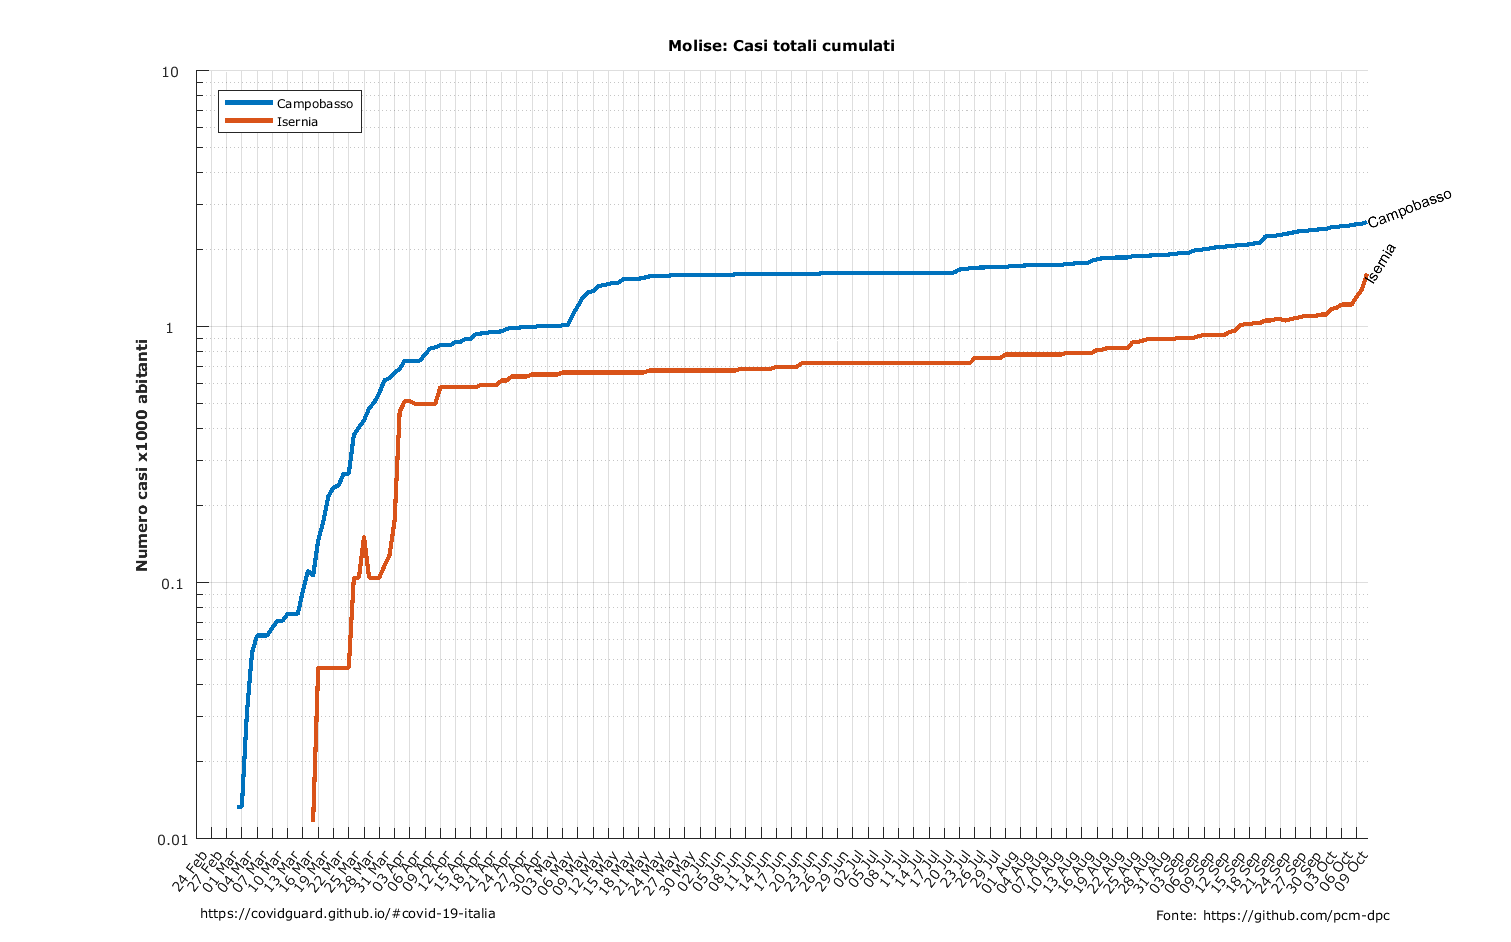 Molise: Casi totali cumulati
10
1
0.1
0.01
Numero casi x1000 abitanti
Campobasso
Isernia
Campobasso
Isernia
24 Feb
27 Feb
01 Mar
04 Mar
07 Mar
10 Mar
13 Mar
16 Mar
19 Mar
22 Mar
25 Mar
28 Mar
31 Mar
03 Apr
06 Apr
09 Apr
12 Apr
15 Apr
18 Apr
21 Apr
24 Apr
27 Apr
30 Apr
03 May
06 May
09 May
12 May
15 May
18 May
21 May
24 May
27 May
30 May
02 Jun
05 Jun
08 Jun
11 Jun
14 Jun
17 Jun
20 Jun
23 Jun
26 Jun
29 Jun
02 Jul
05 Jul
08 Jul
11 Jul
14 Jul
17 Jul
20 Jul
23 Jul
26 Jul
29 Jul
01 Aug
04 Aug
07 Aug
10 Aug
13 Aug
16 Aug
19 Aug
22 Aug
25 Aug
28 Aug
31 Aug
03 Sep
06 Sep
09 Sep
12 Sep
15 Sep
18 Sep
21 Sep
24 Sep
27 Sep
30 Sep
03 Oct
06 Oct
09 Oct
https://covidguard.github.io/#covid-19-italia
Fonte: https://github.com/pcm-dpc